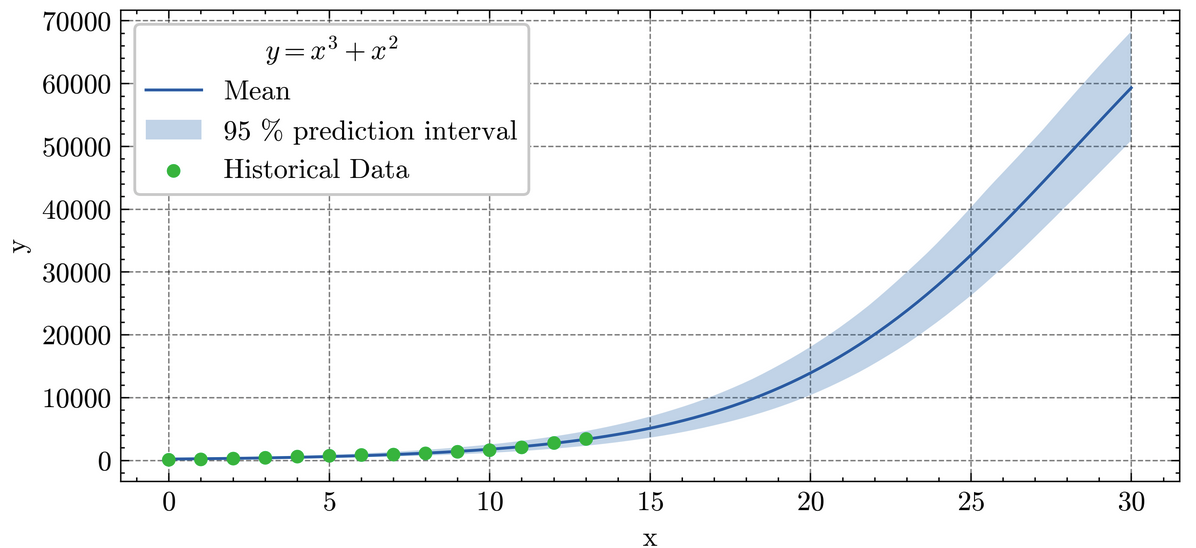 70000
60000
50000
40000
30000
20000
10000
0
y
y = x³ + x²
Mean
95 % prediction interval
Historical Data
0 5 10 15 20 25 30
x